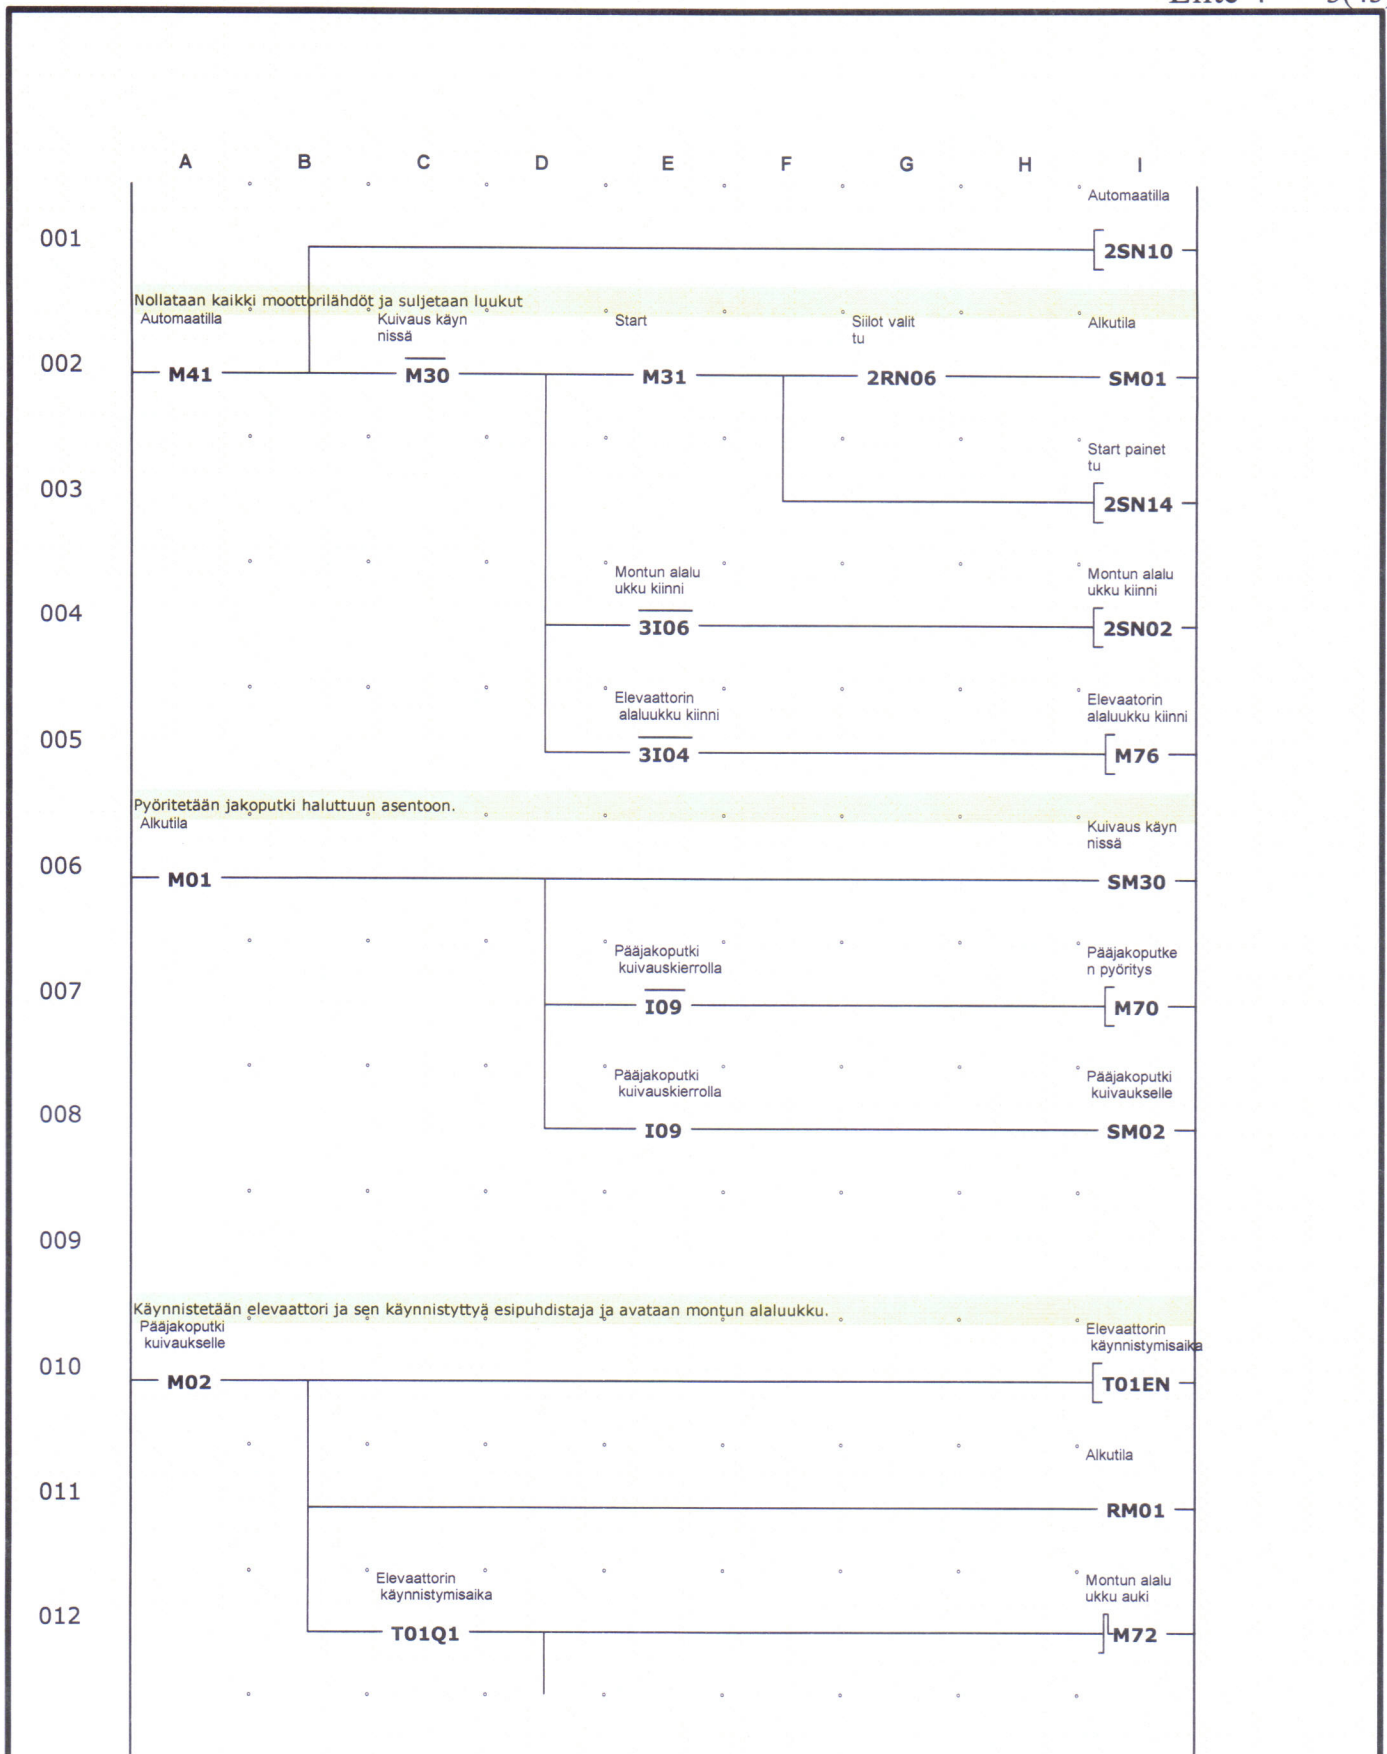 A B C D E F G H I
Automaatilla
001
2SN10
Nollataan kaikki moottorilähdöt ja suljetaan luukut
Automaatilla
Kuivaus käyn
nissä
Start
Siilot valit
tu
Alkutila
002
M41 M30 M31 2RN06 SM01
Start painet
tu
003
2SN14
Montun alalu
ukku kiinni
Montun alalu
ukku kiinni
004
3I06 2SN02
Elevaattorin
alaluukku kiinni
Elevaatorin
alaluukku kiinni
005
3I04 M76
Pyöritetään jakoputki haluttuun asentoon.
Alkutila
Kuivaus käyn
nissä
006
M01 SM30
Pääjakoputki
kuivauskierrolla
Pääjakoputke
n pyöritys
007
I09 M70
Pääjakoputki
kuivauskierrolla
Pääjakoputki
kuivaukselle
008
I09 SM02
009
Käynnistetään elevaattori ja sen käynnistyttyä esipuhdistaja ja avataan montun alaluukku.
Pääjakoputki
kuivaukselle
Elevaattorin
käynnistymisaika
010
M02 T01EN
Alkutila
011
RM01
Elevaattorin
käynnistymisaika
Montun alalu
ukku auki
012
T01Q1 M72